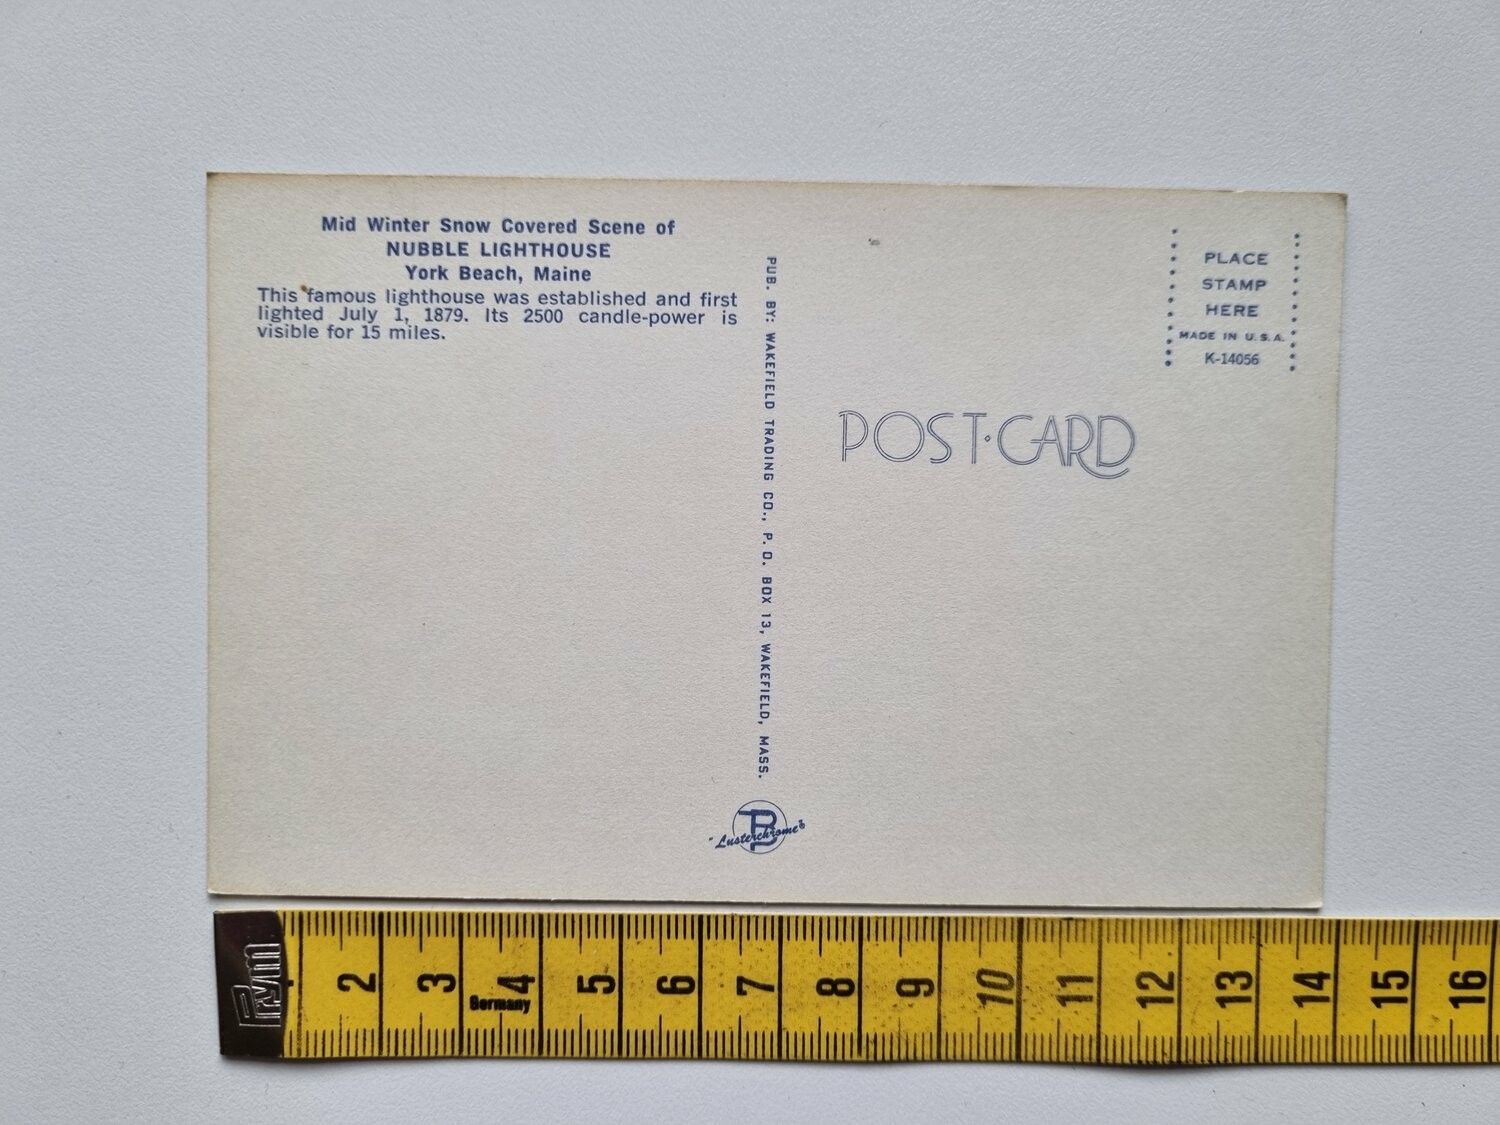 Mid Winter Snow Covered Scene of
NUBBLE LIGHTHOUSE
York Beach, Maine
This famous lighthouse was established and first
lighted July 1, 1879. Its 2500 candle-power is
visible for 15 miles.
PUB. BY: WAKEFIELD TRADING CO., P. O. BOX 13, WAKEFIELD, MASS.
TB
"Lusterchrome"®
PLACE
STAMP
HERE
MADE IN U.S.A.
K-14056
POST·CARD
Prym
2 3 4 5 6 7 8 9 10 11 12 13 14 15 16
Germany